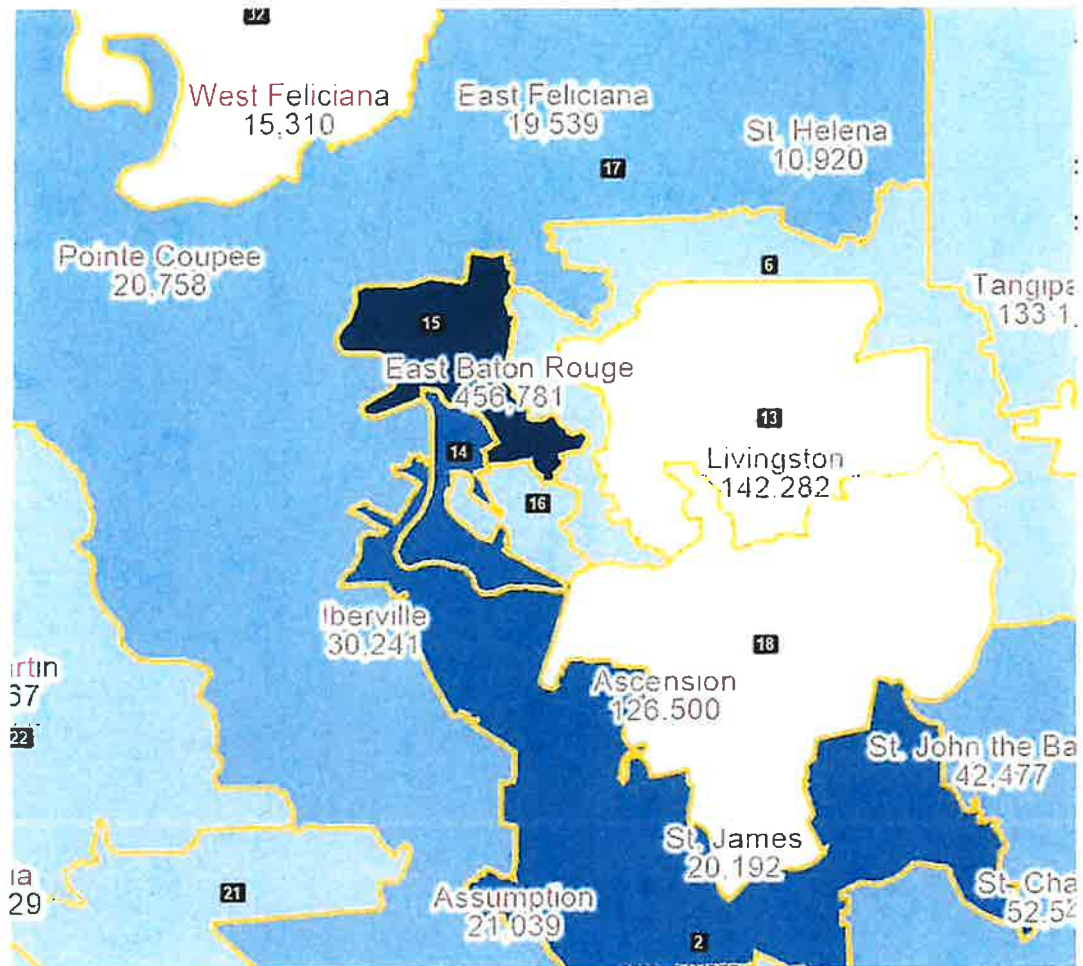 32
West Feliciana
15,310
East Feliciana
19,539
St. Helena
10,920
17
Pointe Coupee
20,758
6
Tangipa
133 1
15
East Baton Rouge
456,781
13
14
Livingston
142.282
16
Iberville
30,241
18
rtin
67
22
Ascension
126.500
St. John the Ba
42,477
St. James
20,192
ia
29
21
Assumption
21,039
St. Cha
52.54
2